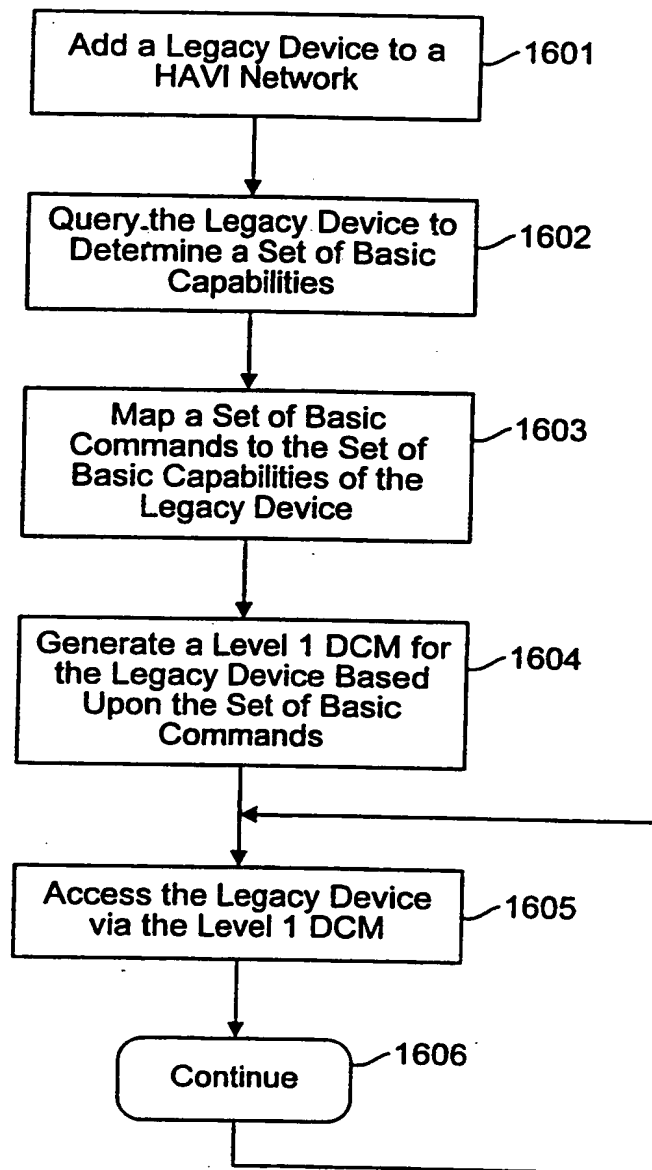 Add a Legacy Device to a
HAVI Network
1601
Query the Legacy Device to
Determine a Set of Basic
Capabilities
1602
Map a Set of Basic
Commands to the Set of
Basic Capabilities of the
Legacy Device
1603
Generate a Level 1 DCM for
the Legacy Device Based
Upon the Set of Basic
Commands
1604
Access the Legacy Device
via the Level 1 DCM
1605
Continue
1606